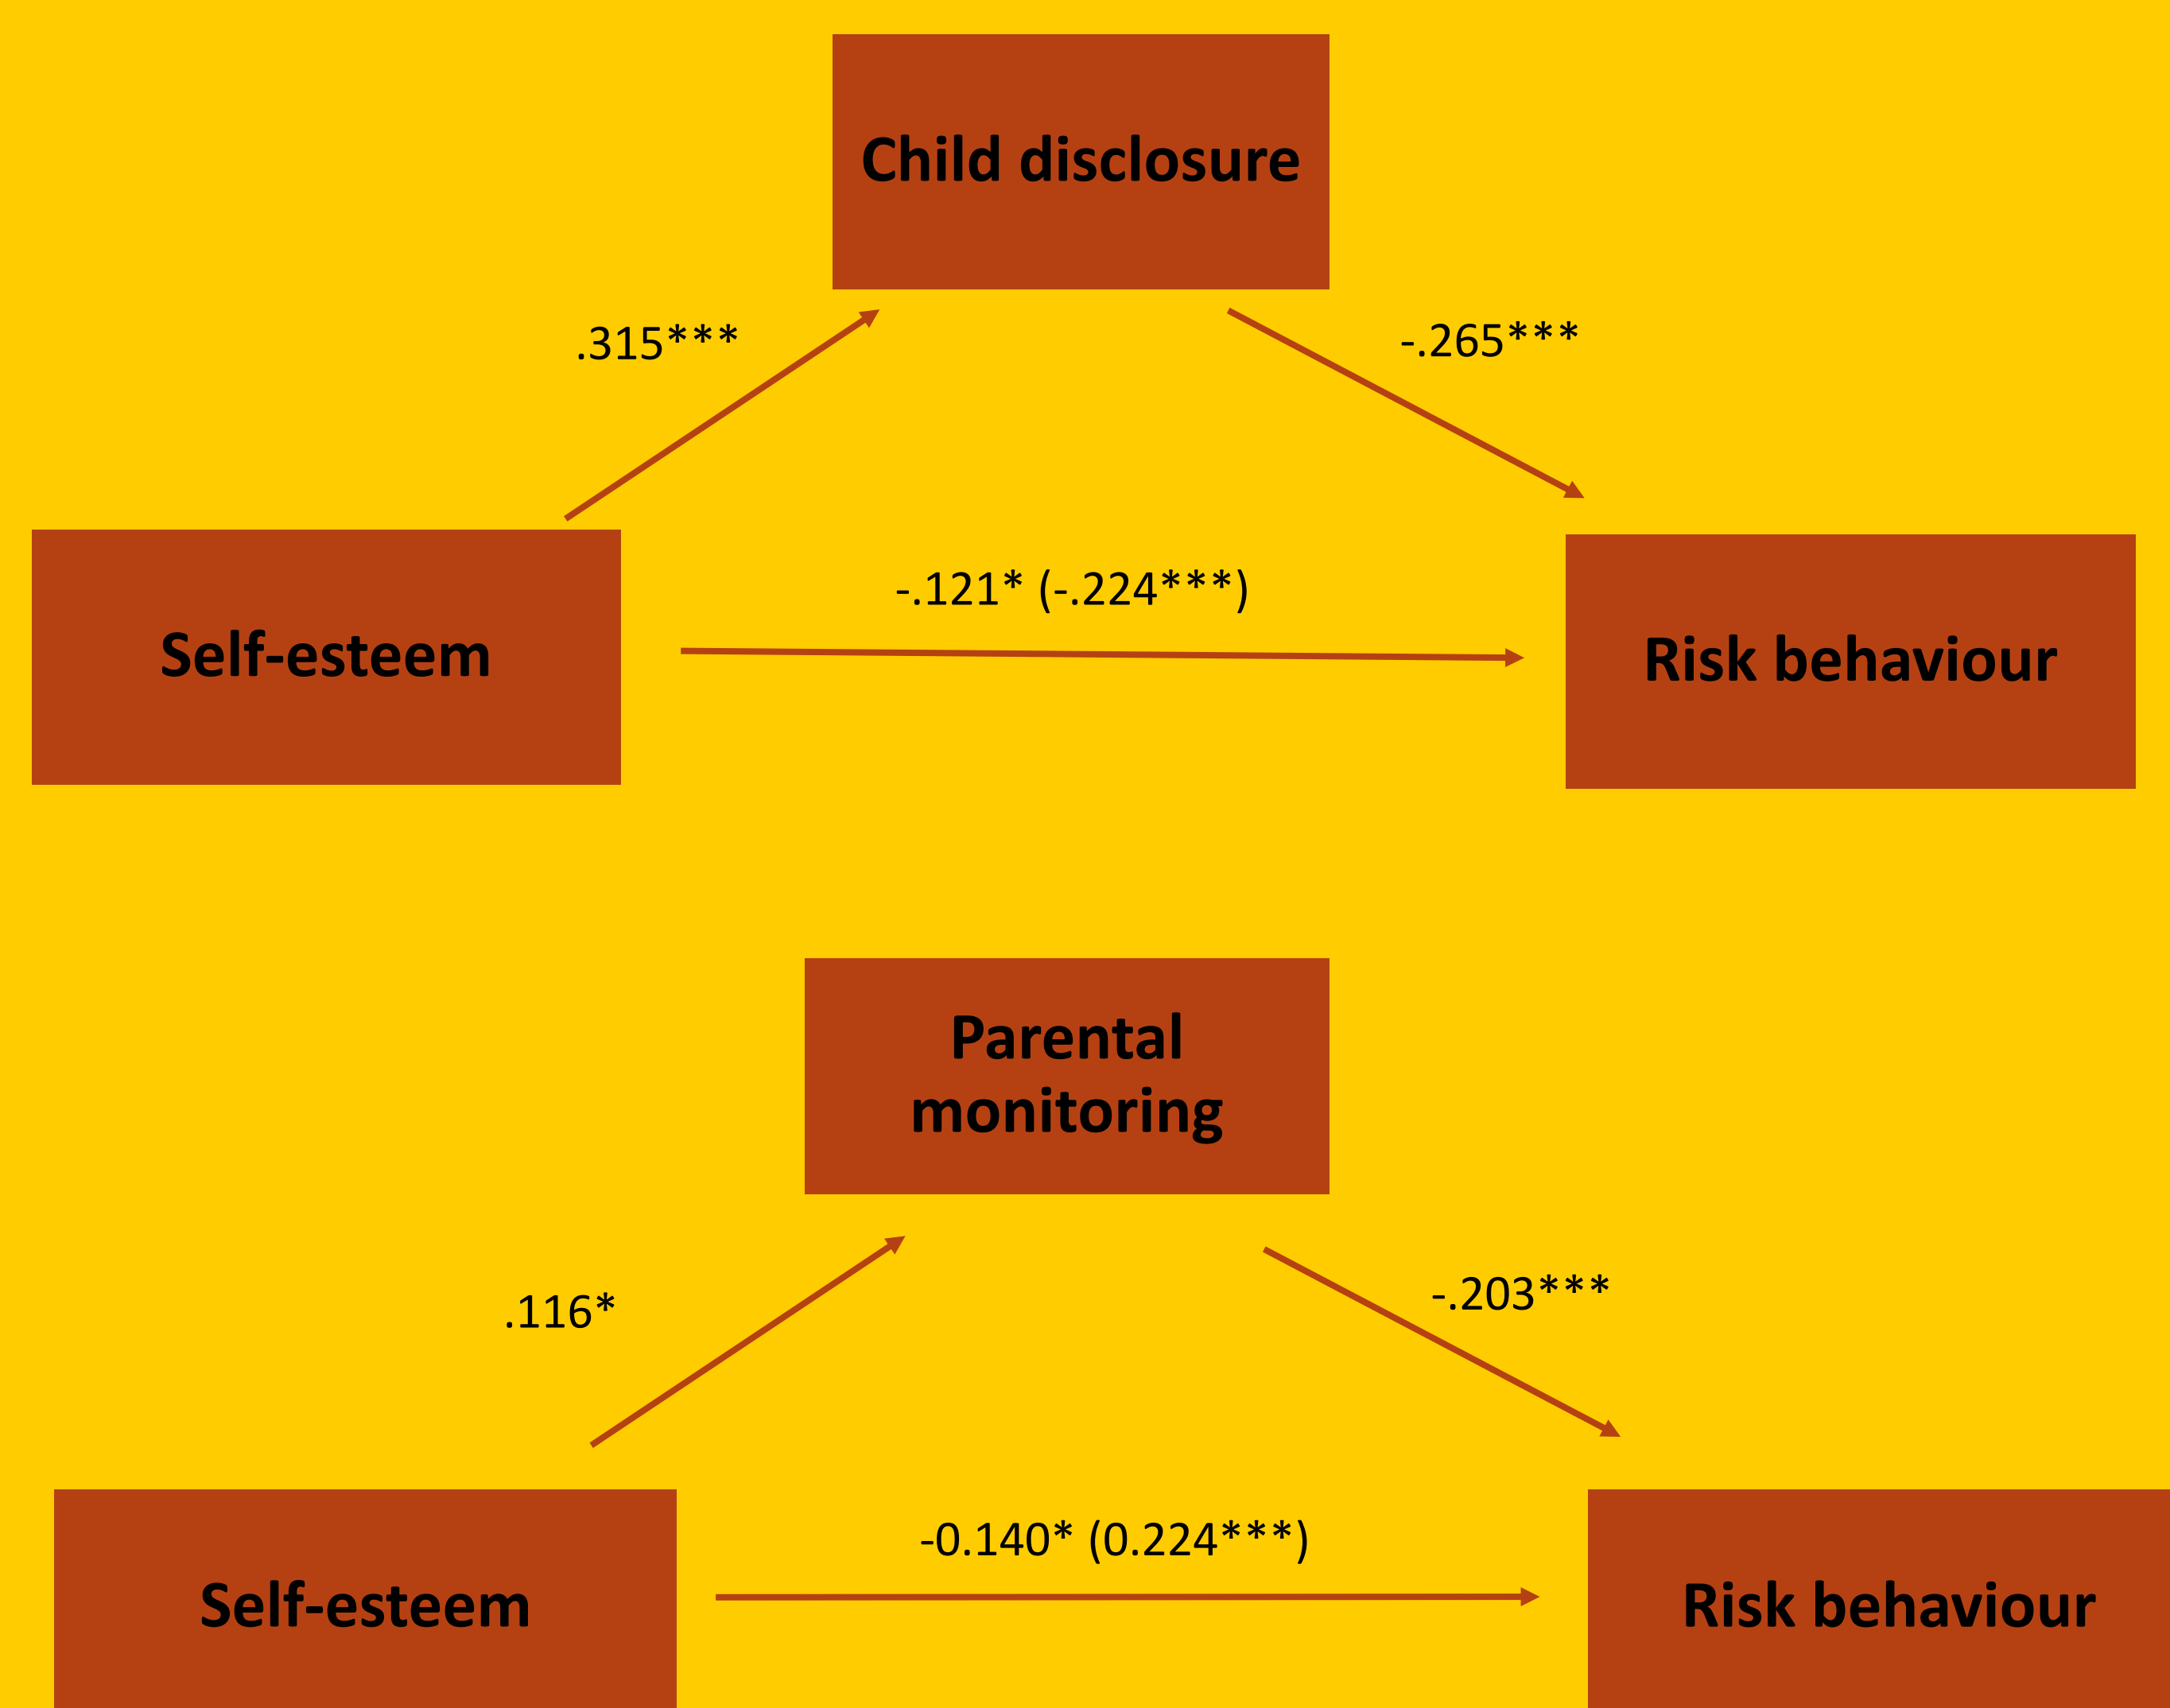 Child disclosure
.315***
-.265***
-.121* (-.224***)
Self-esteem
Risk behaviour
Parental
monitoring
.116*
-.203***
-0.140* (0.224***)
Self-esteem
Risk behaviour